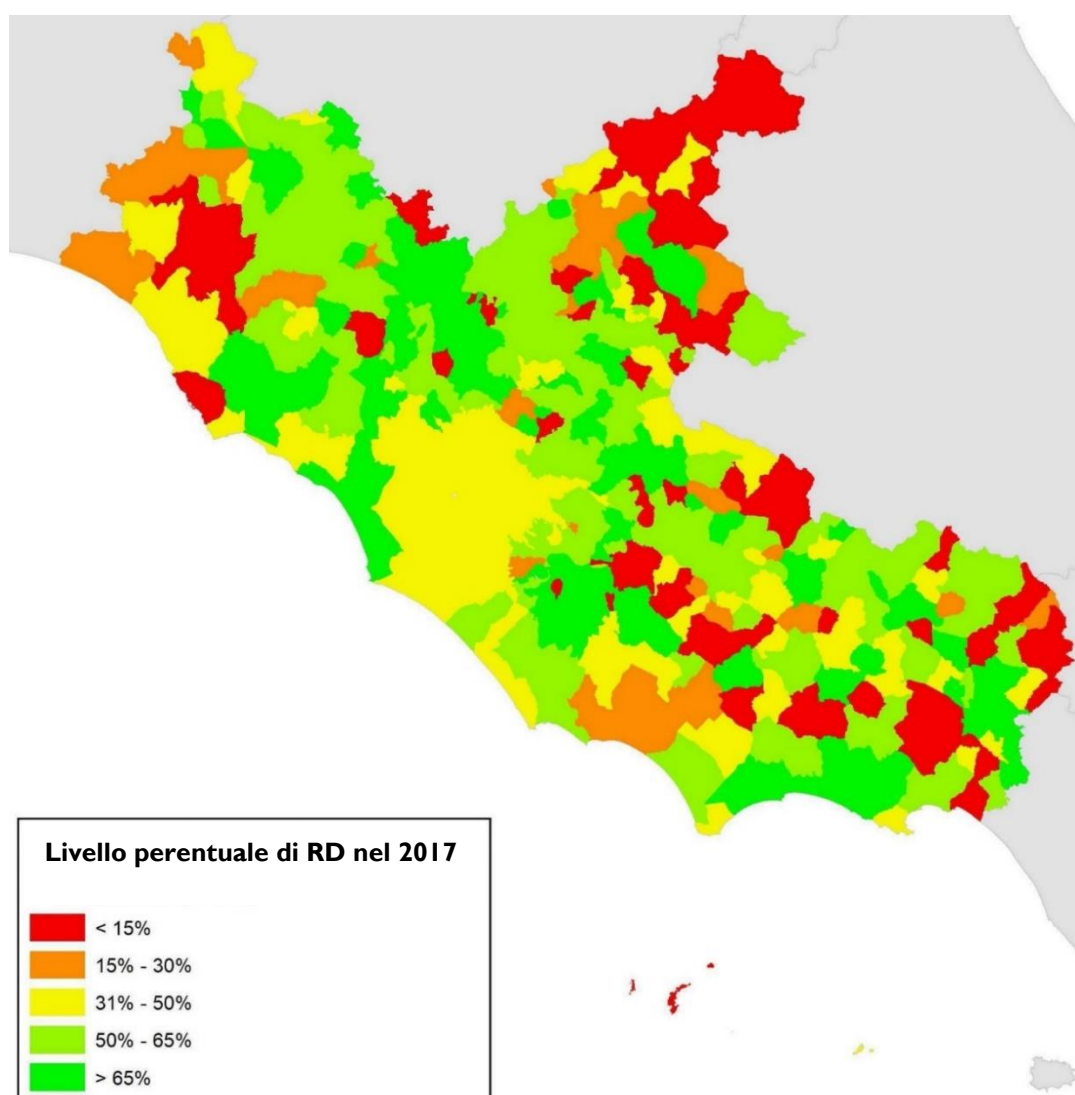 Livello perentuale di RD nel 2017
< 15%
15% - 30%
31% - 50%
50% - 65%
> 65%